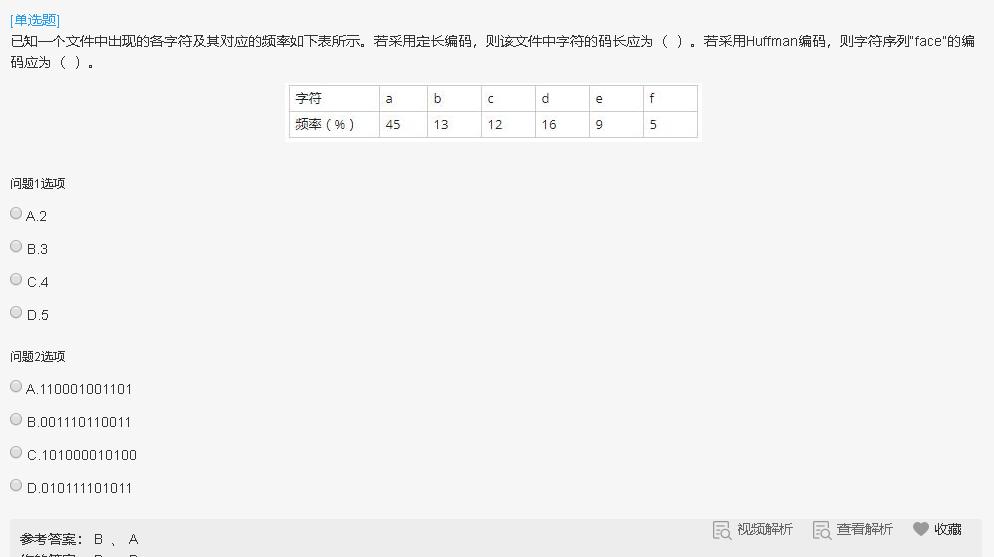 [单选题]
已知一个文件中出现的各字符及其对应的频率如下表所示。若采用定长编码，则该文件中字符的码长应为（ ）。若采用Huffman编码，则字符序列“face”的编
码应为（ ）。
字符 a b c d e f
频率（%） 45 13 12 16 9 5
问题1选项
A.2
B.3
C.4
D.5
问题2选项
A.110001001101
B.001110110011
C.101000010100
D.010111101011
视频解析 查看解析 收藏
参考答案： B 、 A